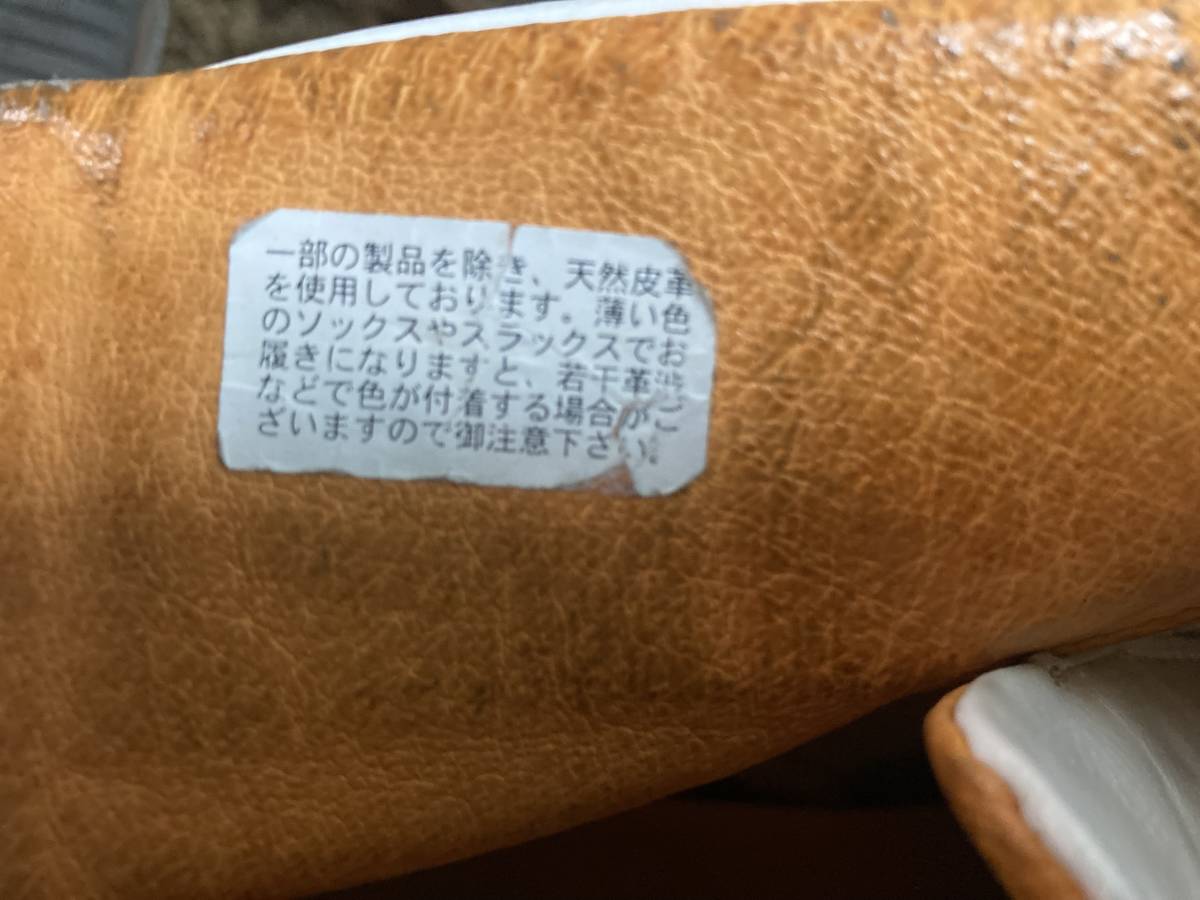 一部の製品を除き、天然皮革
を使用しております。薄い色
のソックスやスラックスでお
履きになりますと、若干革渋
などで色が付着する場合がご
ざいますので御注意下さい。